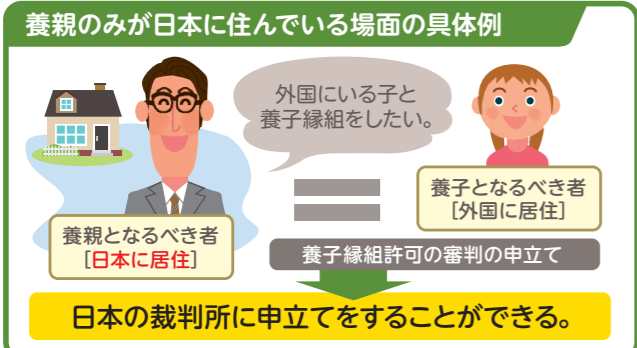 養親のみが日本に住んでいる場面の具体例
外国にいる子と
養子縁組をしたい。
養親となるべき者
[日本に居住]
養子となるべき者
[外国に居住]
養子縁組許可の審判の申立て
日本の裁判所に申立てをすることができる。